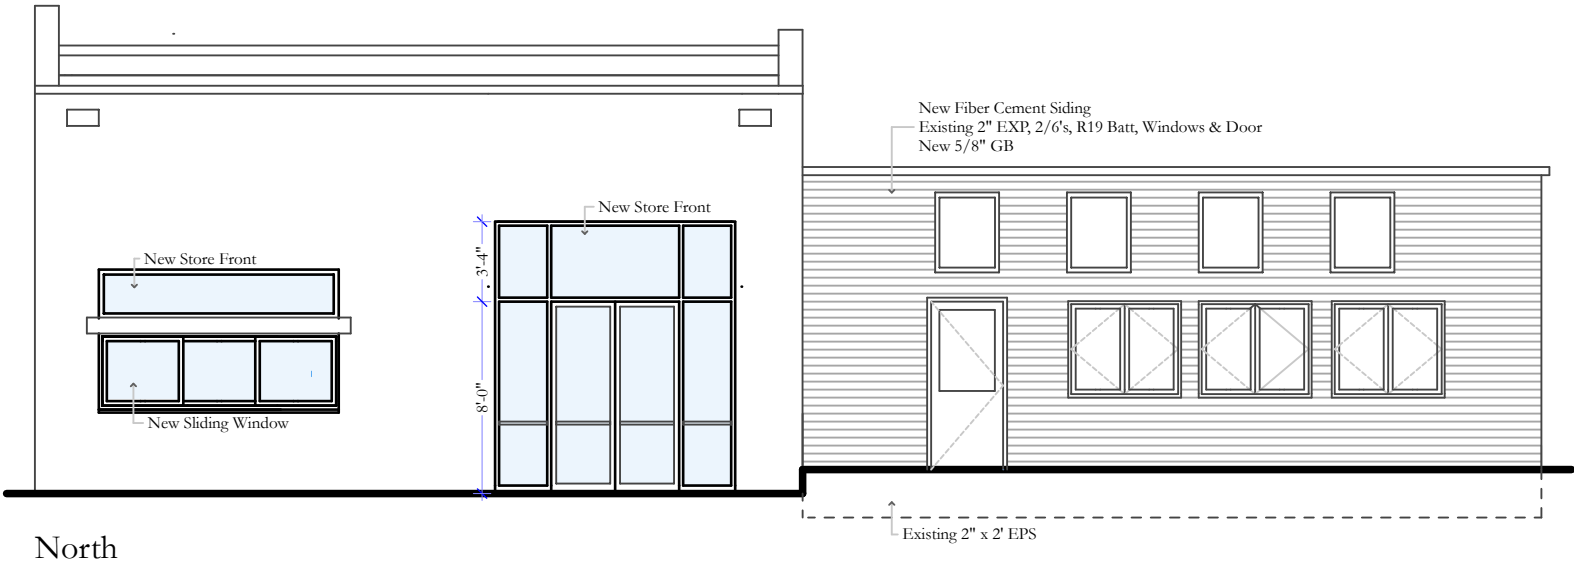 New Fiber Cement Siding
Existing 2" EXP, 2/6's, R19 Batt, Windows & Door
New 5/8" GB
New Store Front
New Store Front
3'-4"
8'-0"
New Sliding Window
Existing 2" x 2' EPS
North